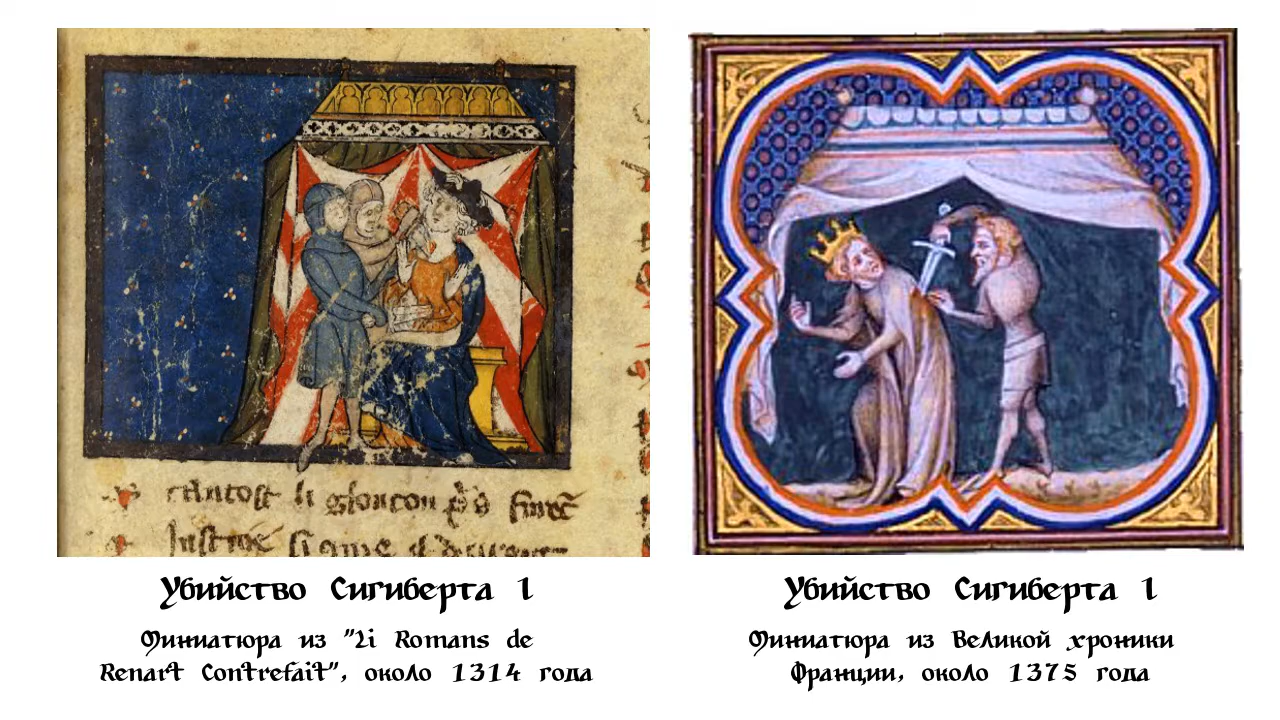 Убийство Сигиберта I
Миниатюра из "Li Romans de
Renart Contrefait", около 1314 года
Убийство Сигиберта I
Миниатюра из Великой хроники
Франции, около 1375 года